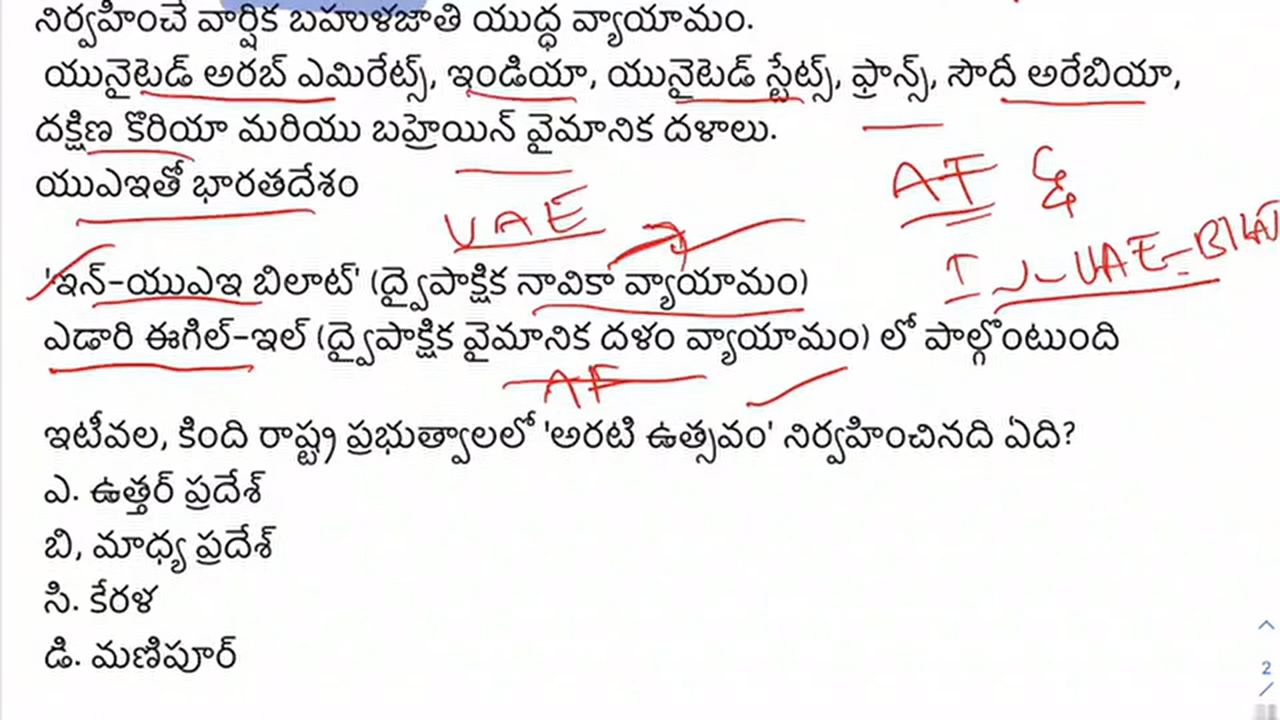 నిర్వహించే వార్షిక బహుళజాతి యుద్ధ వ్యాయామం.
యునైటెడ్ అరబ్ ఎమిరేట్స్, ఇండియా, యునైటెడ్ స్టేట్స్, ఫ్రాన్స్, సౌదీ అరేబియా,
దక్షిణ కొరియా మరియు బహ్రెయిన్ వైమానిక దళాలు.
AF &
యుఎఇతో భారతదేశం
UAE
'ఇన్-యుఎఇ బిలాట్' (ద్వైపాక్షిక నావికా వ్యాయామం)
UAE-BILAT
ఎడారి ఈగిల్-ఇల్ (ద్వైపాక్షిక వైమానిక దళం వ్యాయామం) లో పాల్గొంటుంది
AF
ఇటీవల, కింది రాష్ట్ర ప్రభుత్వాలలో 'అరటి ఉత్సవం' నిర్వహించినది ఏది?
ఎ. ఉత్తర్ ప్రదేశ్
బి, మాధ్య ప్రదేశ్
సి. కేరళ
డి. మణిపూర్
2